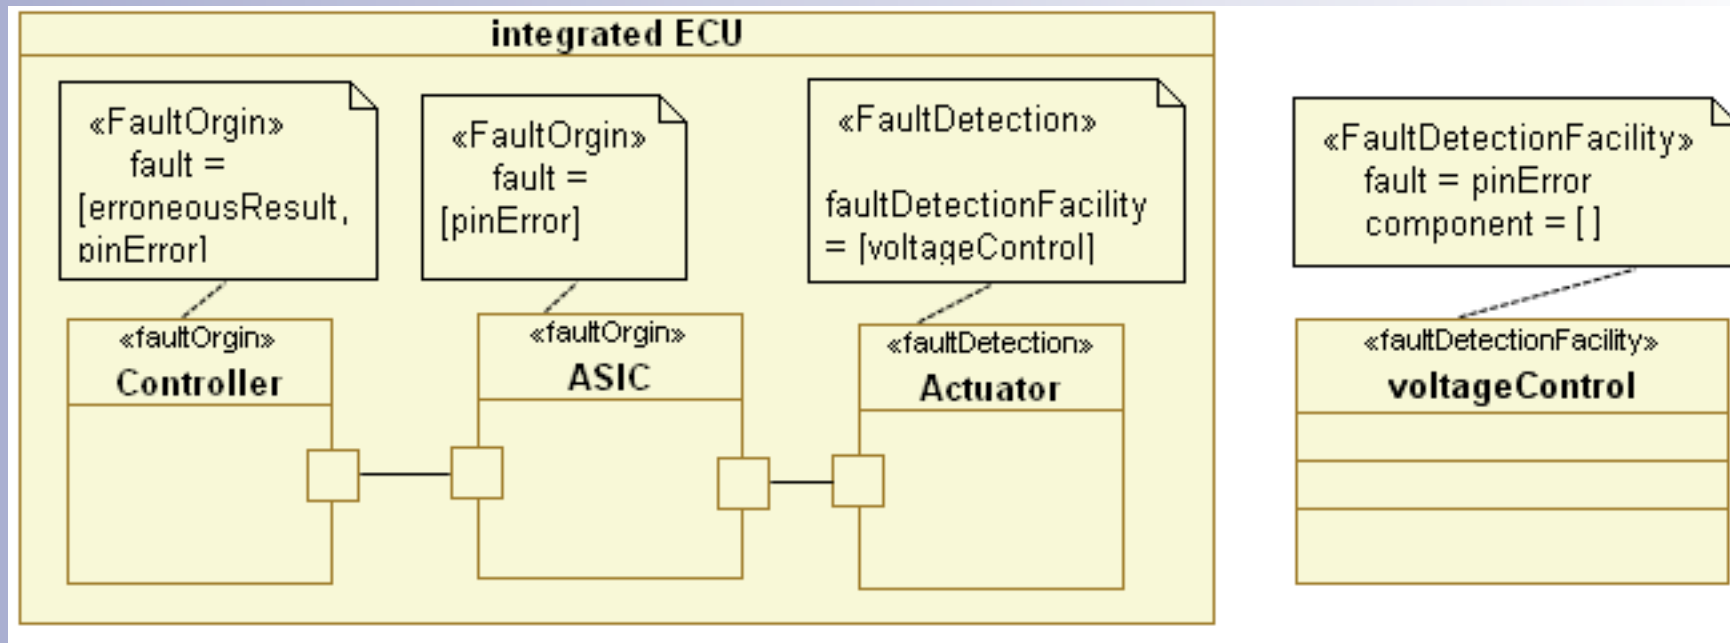 integrated ECU
«FaultOrgin»
fault =
[erroneousResult,
pinError]
«FaultOrgin»
fault =
[pinError]
«FaultDetection»
faultDetectionFacility
= [voltageControl]
«FaultDetectionFacility»
fault = pinError
component = [ ]
«faultOrgin»
Controller
«faultOrgin»
ASIC
«faultDetection»
Actuator
«faultDetectionFacility»
voltageControl